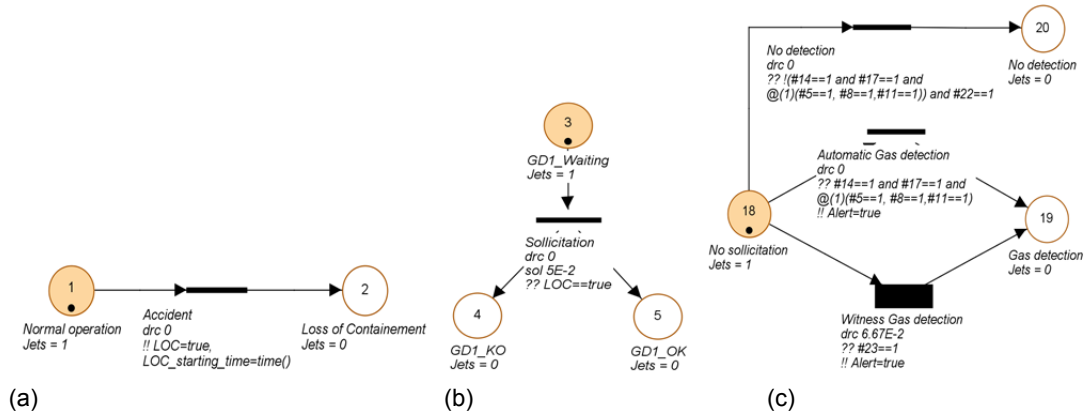 1
Normal operation
Jets = 1
Accident
drc 0
!! LOC=true,
LOC_starting_time=time()
2
Loss of Containement
Jets = 0
(a)
3
GD1_Waiting
Jets = 1
Sollicitation
drc 0
sol 5E-2
?? LOC==true
4
GD1_KO
Jets = 0
5
GD1_OK
Jets = 0
(b)
No detection
drc 0
?? !(#14==1 and #17==1 and
@(1)(#5==1, #8==1,#11==1)) and #22==1
20
No detection
Jets = 0
Automatic Gas detection
drc 0
?? #14==1 and #17==1 and
@(1)(#5==1, #8==1,#11==1)
!! Alert=true
18
No sollicitation
Jets = 1
19
Gas detection
Jets = 0
Witness Gas detection
drc 6.67E-2
?? #23==1
!! Alert=true
(c)